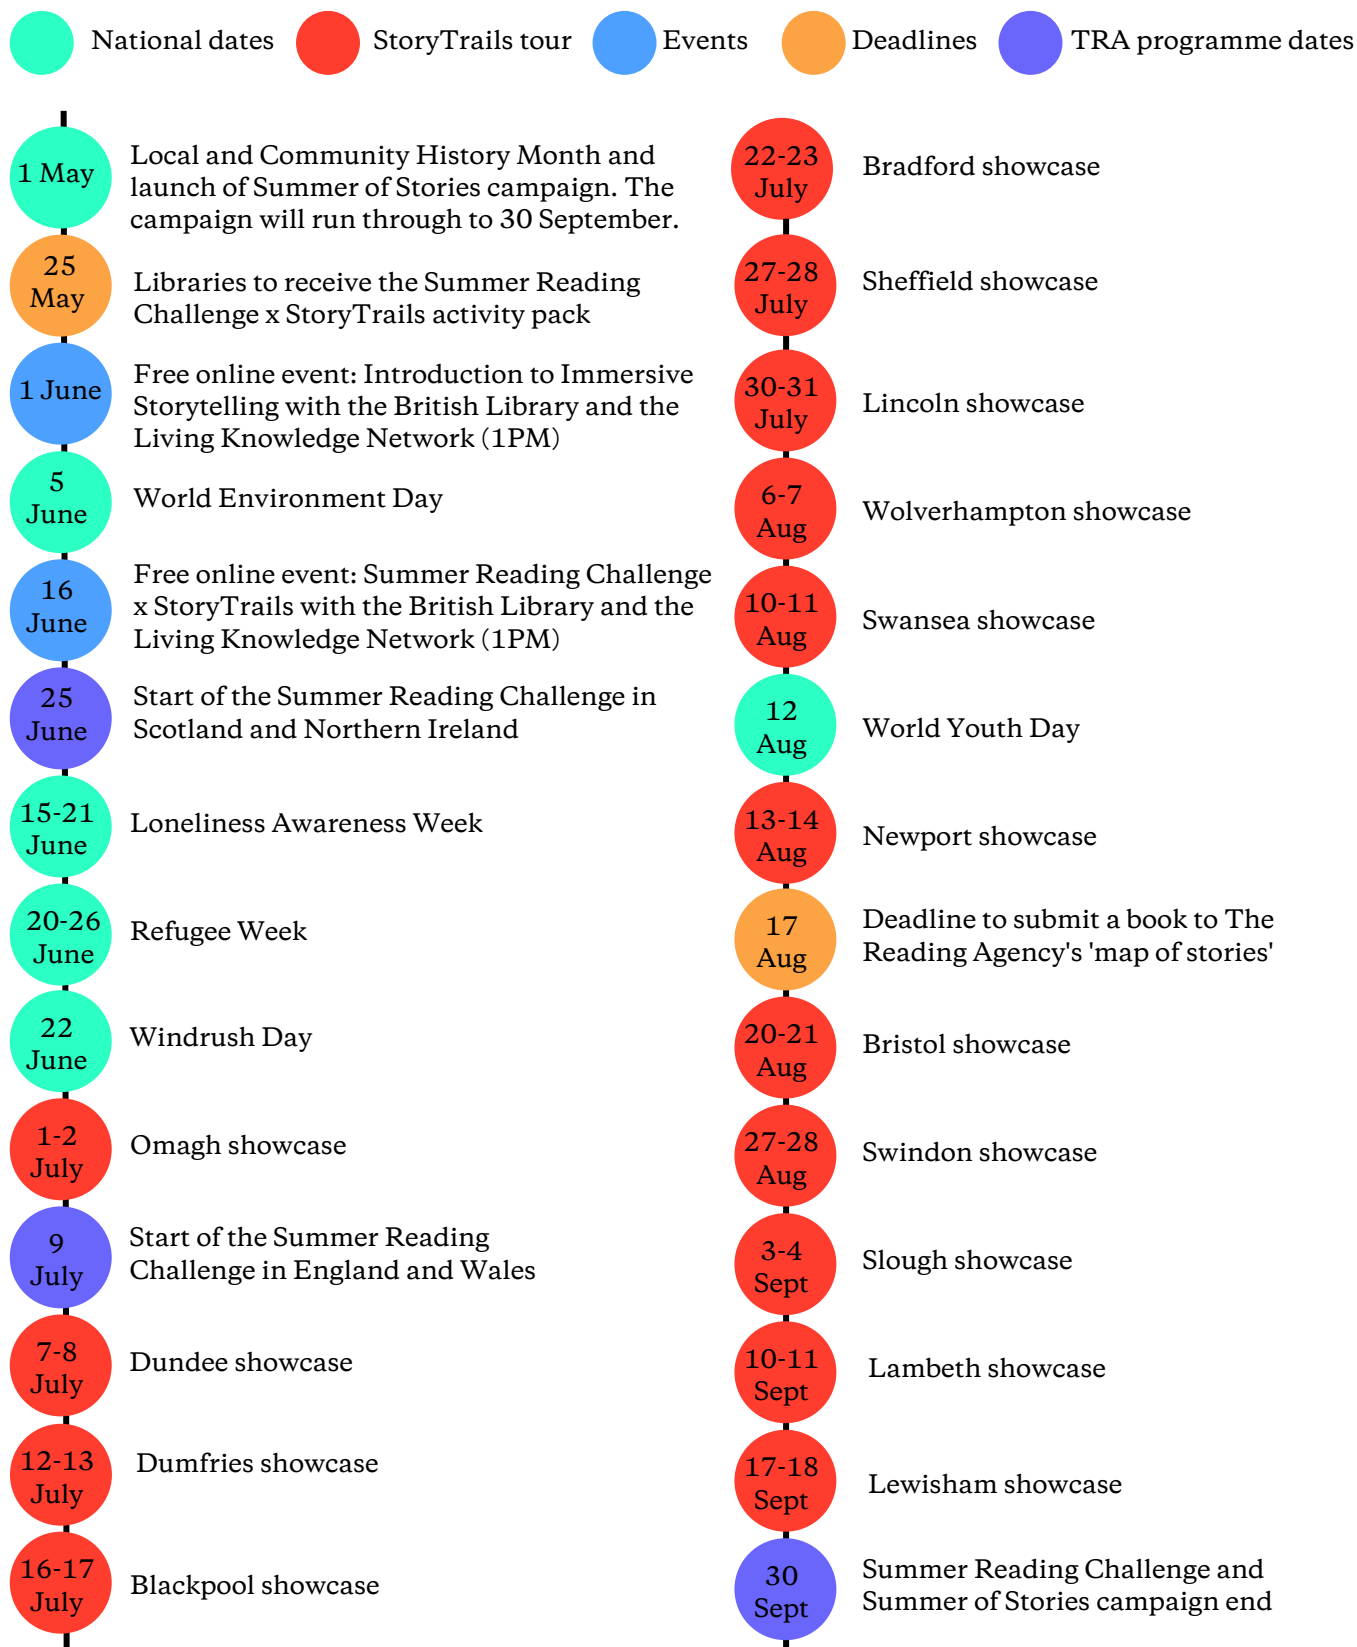 National dates
StoryTrails tour
Events
Deadlines
TRA programme dates
1 May
Local and Community History Month and
launch of Summer of Stories campaign. The
campaign will run through to 30 September.
25
May
Libraries to receive the Summer Reading
Challenge x StoryTrails activity pack
1 June
Free online event: Introduction to Immersive
Storytelling with the British Library and the
Living Knowledge Network (1PM)
5
June
World Environment Day
16
June
Free online event: Summer Reading Challenge
x StoryTrails with the British Library and the
Living Knowledge Network (1PM)
25
June
Start of the Summer Reading Challenge in
Scotland and Northern Ireland
15-21
June
Loneliness Awareness Week
20-26
June
Refugee Week
22
June
Windrush Day
1-2
July
Omagh showcase
9
July
Start of the Summer Reading
Challenge in England and Wales
7-8
July
Dundee showcase
12-13
July
Dumfries showcase
16-17
July
Blackpool showcase
22-23
July
Bradford showcase
27-28
July
Sheffield showcase
30-31
July
Lincoln showcase
6-7
Aug
Wolverhampton showcase
10-11
Aug
Swansea showcase
12
Aug
World Youth Day
13-14
Aug
Newport showcase
17
Aug
Deadline to submit a book to The
Reading Agency's 'map of stories'
20-21
Aug
Bristol showcase
27-28
Aug
Swindon showcase
3-4
Sept
Slough showcase
10-11
Sept
Lambeth showcase
17-18
Sept
Lewisham showcase
30
Sept
Summer Reading Challenge and
Summer of Stories campaign end